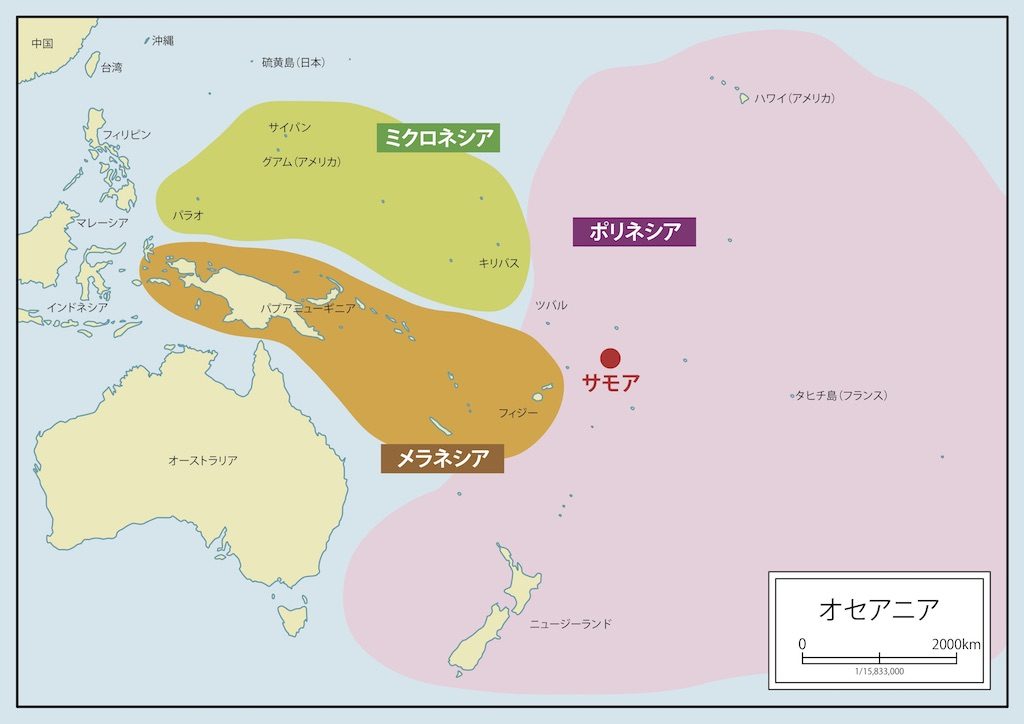 中国
沖縄
台湾
硫黄島（日本）
ハワイ（アメリカ）
フィリピン
サイパン
ミクロネシア
グアム（アメリカ）
パラオ
マレーシア
ポリネシア
キリバス
インドネシア
パプアニューギニア
ツバル
サモア
タヒチ島（フランス）
フィジー
オーストラリア
メラネシア
ニュージーランド
オセアニア
0 2000km
1/15,833,000